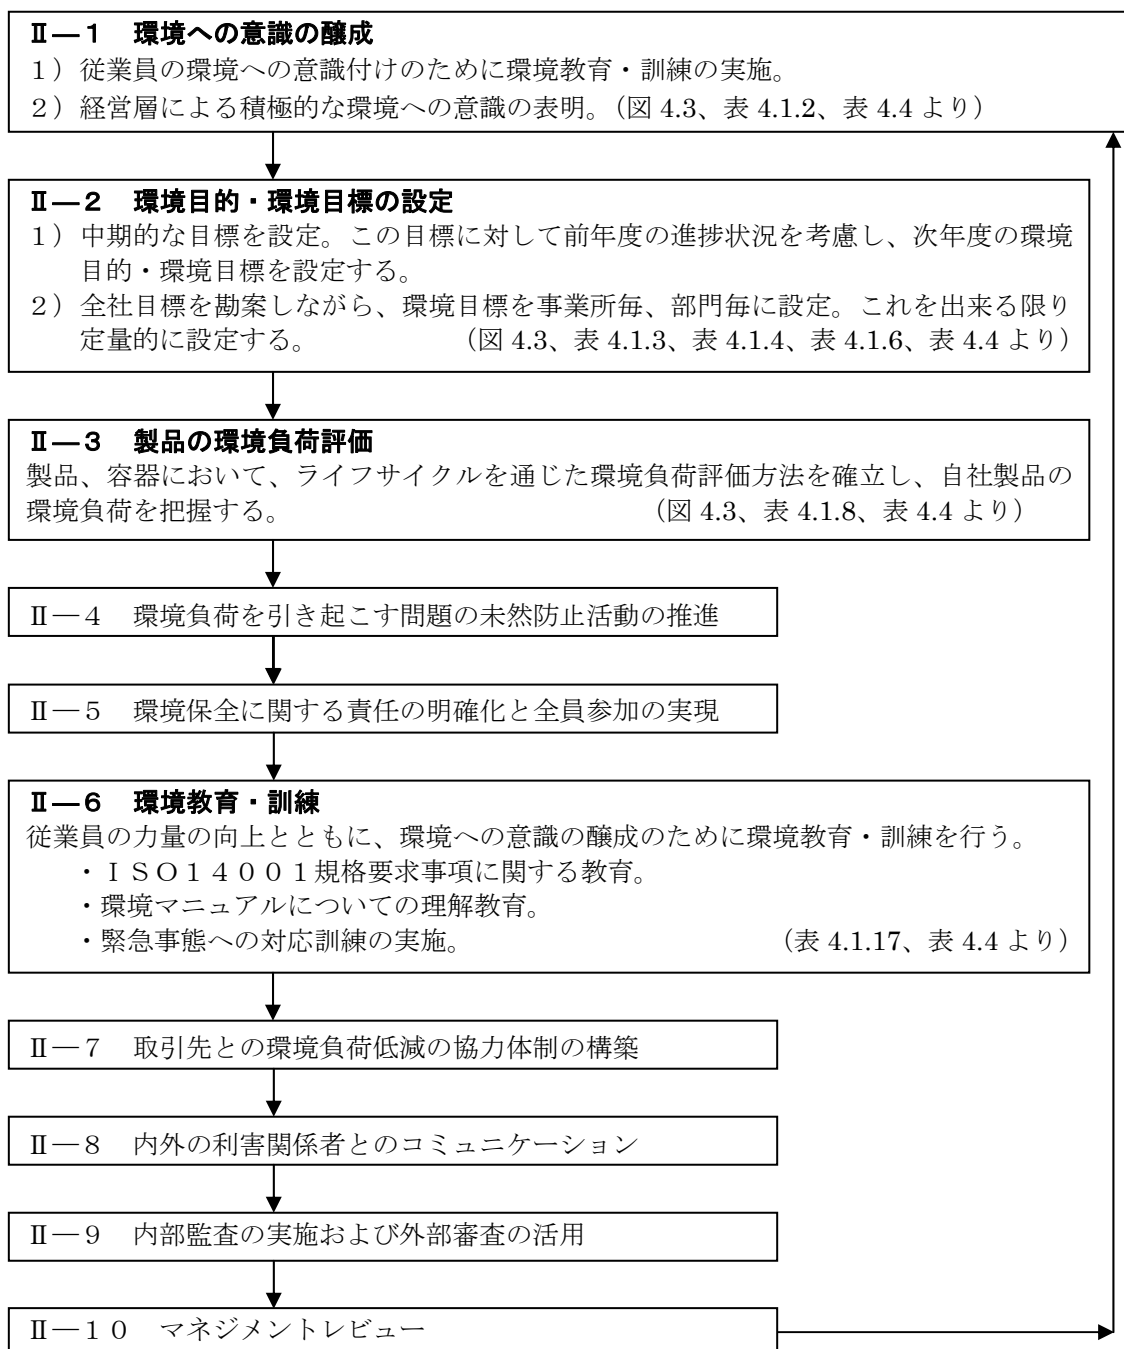 Ⅱ―１　環境への意識の醸成
１）従業員の環境への意識付けのために環境教育・訓練の実施。
２）経営層による積極的な環境への意識の表明。（図 4.3、表 4.1.2、表 4.4 より）
Ⅱ―２　環境目的・環境目標の設定
１）中期的な目標を設定。この目標に対して前年度の進捗状況を考慮し、次年度の環境
目的・環境目標を設定する。
２）全社目標を勘案しながら、環境目標を事業所毎、部門毎に設定。これを出来る限り
定量的に設定する。　　　　　　　（図 4.3、表 4.1.3、表 4.1.4、表 4.1.6、表 4.4 より）
Ⅱ―３　製品の環境負荷評価
製品、容器において、ライフサイクルを通じた環境負荷評価方法を確立し、自社製品の
環境負荷を把握する。　　　　　　　　　　　　　　　　（図 4.3、表 4.1.8、表 4.4 より）
Ⅱ―４　環境負荷を引き起こす問題の未然防止活動の推進
Ⅱ―５　環境保全に関する責任の明確化と全員参加の実現
Ⅱ―６　環境教育・訓練
従業員の力量の向上とともに、環境への意識の醸成のために環境教育・訓練を行う。
・ＩＳＯ１４００１規格要求事項に関する教育。
・環境マニュアルについての理解教育。
・緊急事態への対応訓練の実施。　　　　　　　　　　　　　（表 4.1.17、表 4.4 より）
Ⅱ―７　取引先との環境負荷低減の協力体制の構築
Ⅱ―８　内外の利害関係者とのコミュニケーション
Ⅱ―９　内部監査の実施および外部審査の活用
Ⅱ―１０　マネジメントレビュー